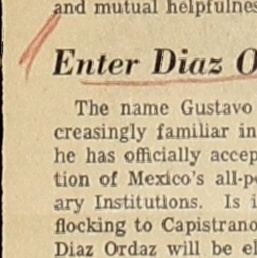 and mutual helpfulnes
Enter Diaz O
The name Gustavo
creasingly familiar in
he has officially accep
tion of Mexico's all-p
ary Institutions. Is i
flocking to Capistrano
Diaz Ordaz will be el